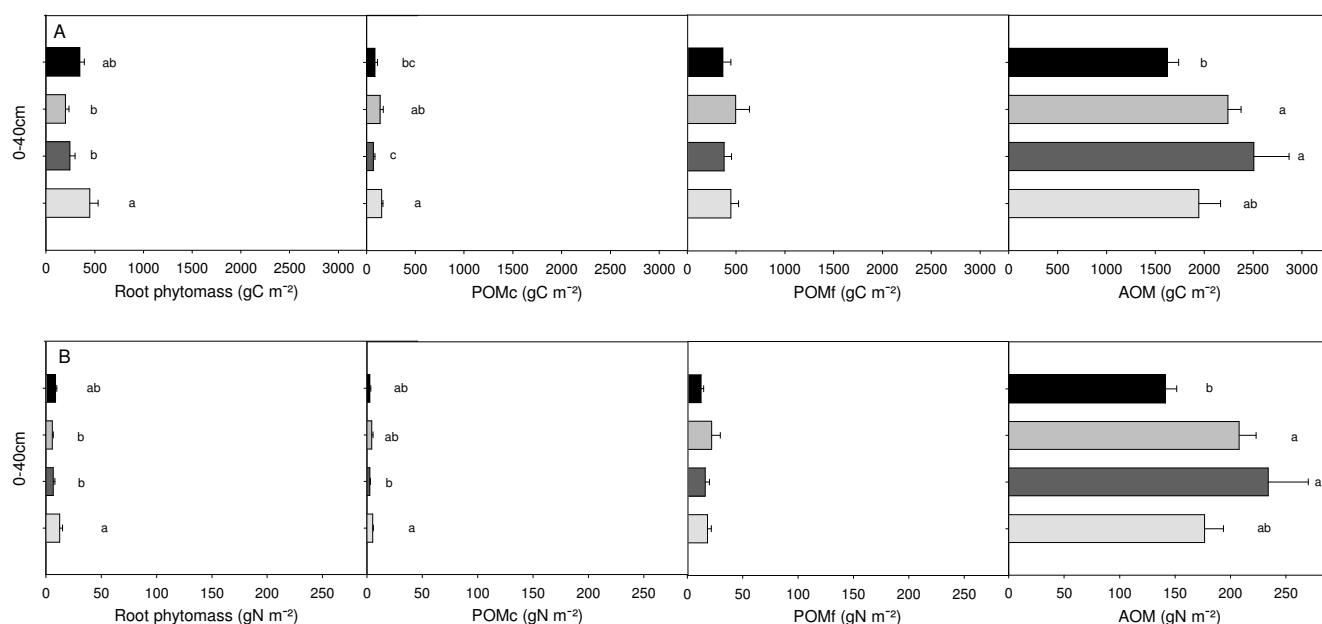 A
0-40cm
ab
b
b
a
bc
ab
c
a
b
a
a
ab
0 500 1000 1500 2000 2500 3000
0 500 1000 1500 2000 2500 3000
0 500 1000 1500 2000 2500 3000
0 500 1000 1500 2000 2500 3000
Root phytomass (gC m⁻²)
POMc (gC m⁻²)
POMf (gC m⁻²)
AOM (gC m⁻²)
B
0-40cm
ab
b
b
a
ab
ab
b
a
b
a
a
ab
0 50 100 150 200 250
0 50 100 150 200 250
0 50 100 150 200 250
0 50 100 150 200 250
Root phytomass (gN m⁻²)
POMc (gN m⁻²)
POMf (gN m⁻²)
AOM (gN m⁻²)